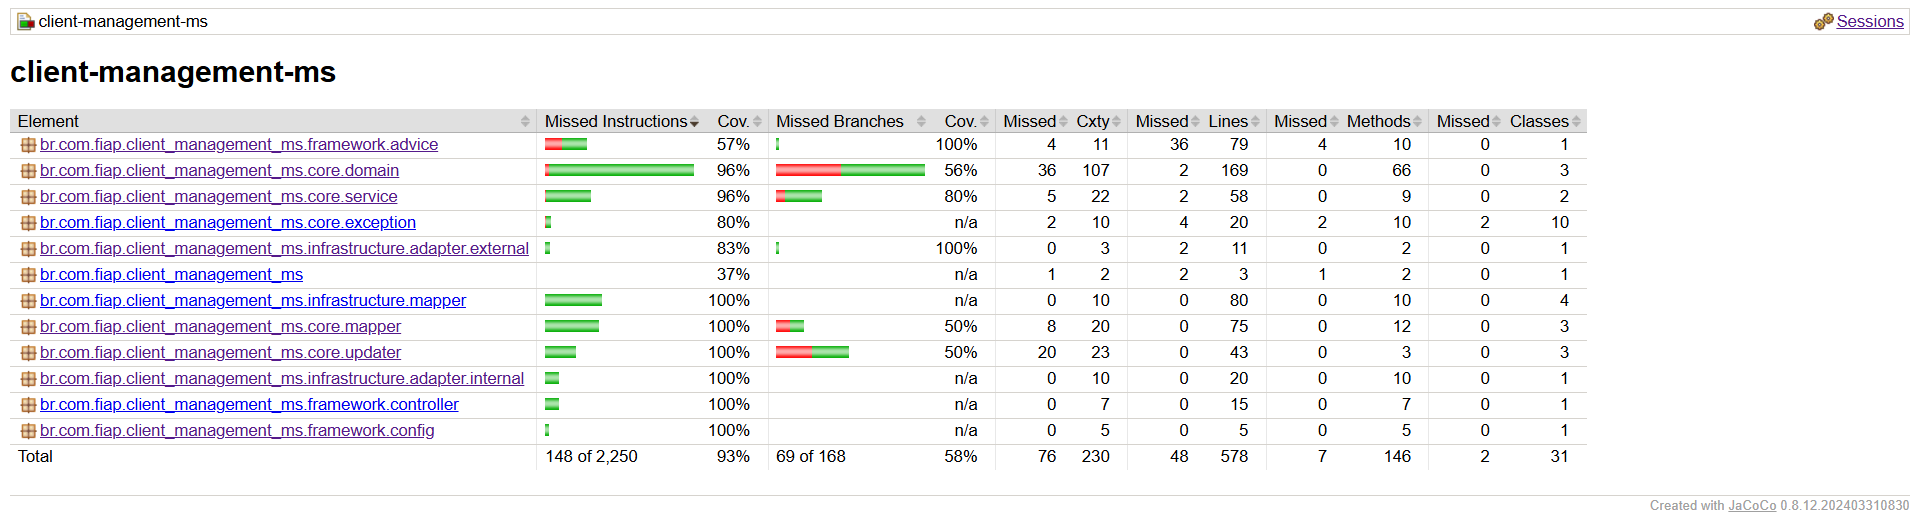 client-management-ms Sessions
client-management-ms
Element Missed Instructions Cov. Missed Branches Cov. Missed Cxty Missed Lines Missed Methods Missed Classes
br.com.fiap.client_management_ms.framework.advice 57% 100% 4 11 36 79 4 10 0 1
br.com.fiap.client_management_ms.core.domain 96% 56% 36 107 2 169 0 66 0 3
br.com.fiap.client_management_ms.core.service 96% 80% 5 22 2 58 0 9 0 2
br.com.fiap.client_management_ms.core.exception 80% n/a 2 10 4 20 2 10 2 10
br.com.fiap.client_management_ms.infrastructure.adapter.external 83% 100% 0 3 2 11 0 2 0 1
br.com.fiap.client_management_ms 37% n/a 1 2 2 3 1 2 0 1
br.com.fiap.client_management_ms.infrastructure.mapper 100% n/a 0 10 0 80 0 10 0 4
br.com.fiap.client_management_ms.core.mapper 100% 50% 8 20 0 75 0 12 0 3
br.com.fiap.client_management_ms.core.updater 100% 50% 20 23 0 43 0 3 0 3
br.com.fiap.client_management_ms.infrastructure.adapter.internal 100% n/a 0 10 0 20 0 10 0 1
br.com.fiap.client_management_ms.framework.controller 100% n/a 0 7 0 15 0 7 0 1
br.com.fiap.client_management_ms.framework.config 100% n/a 0 5 0 5 0 5 0 1
Total 148 of 2,250 93% 69 of 168 58% 76 230 48 578 7 146 2 31
Created with JaCoCo 0.8.12.202403310830